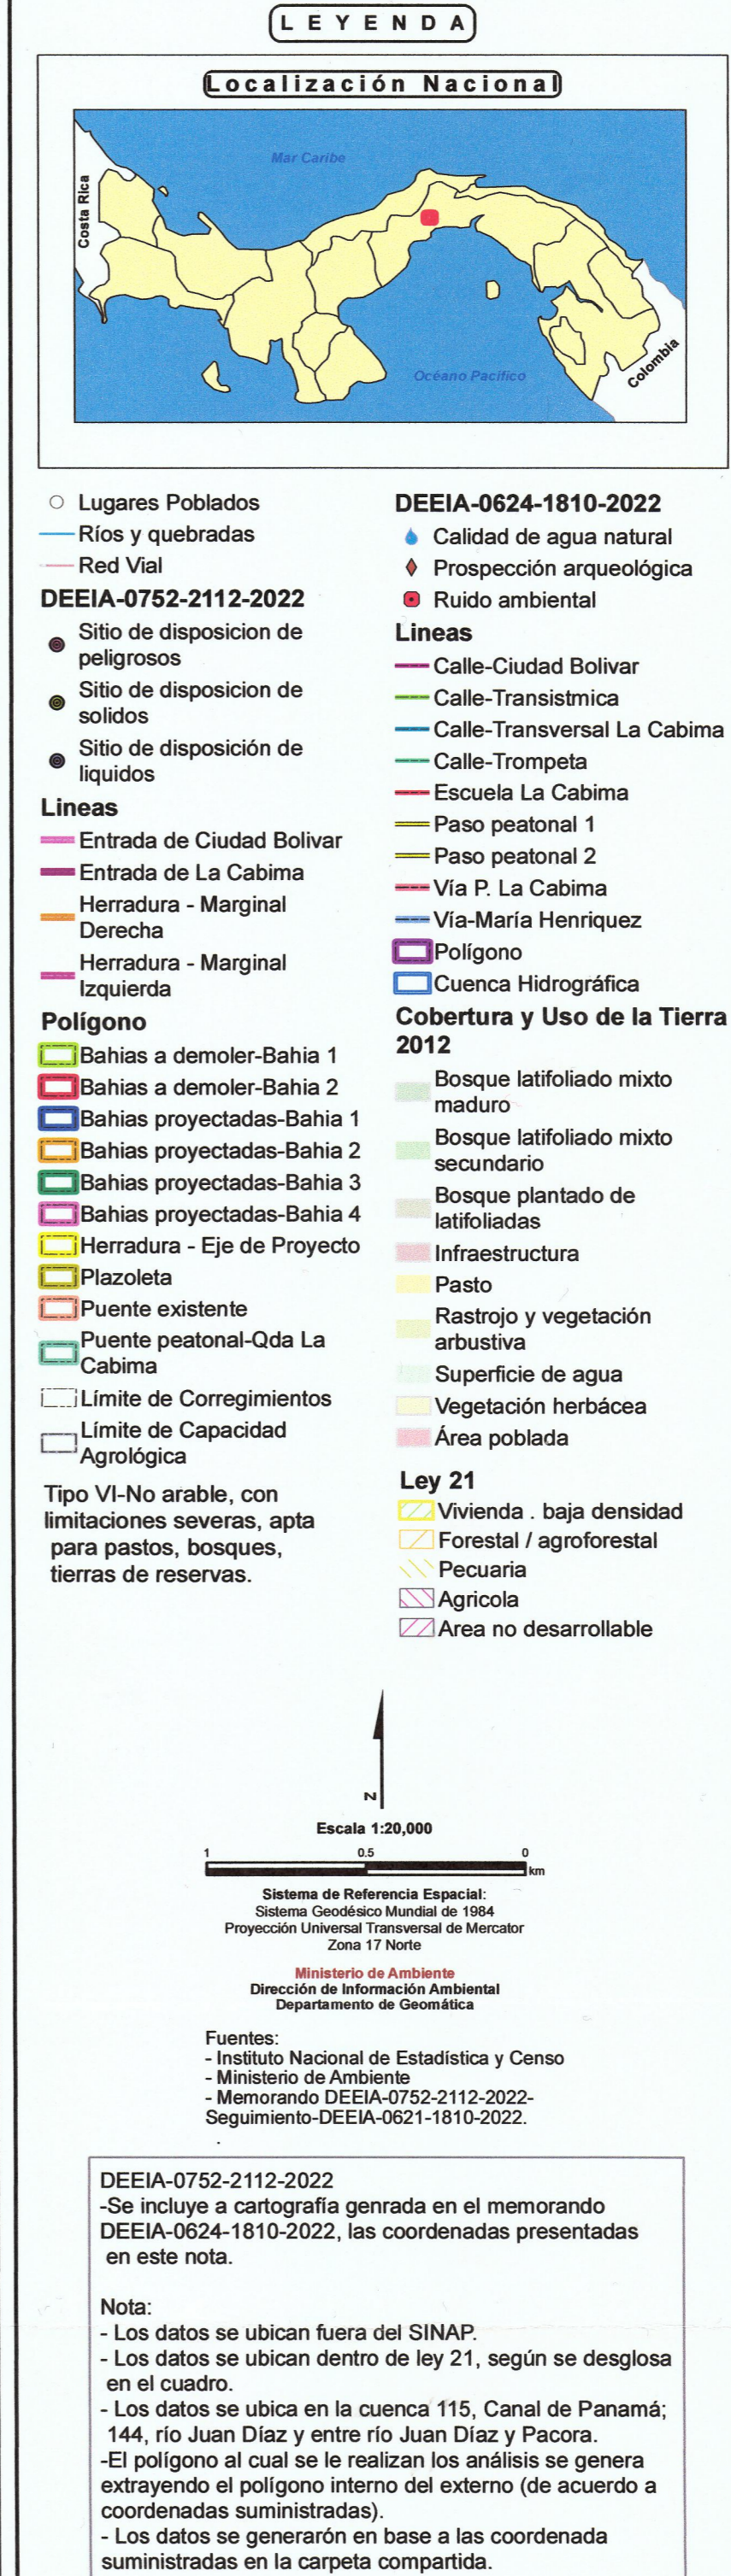 LEYENDA
Localización Nacional
Mar Caribe
Costa Rica
Océano Pacifico
Colombia
Lugares Poblados
Ríos y quebradas
Red Vial
DEEIA-0752-2112-2022
Sitio de disposicion de
peligrosos
Sitio de disposicion de
solidos
Sitio de disposición de
liquidos
Lineas
Entrada de Ciudad Bolivar
Entrada de La Cabima
Herradura - Marginal
Derecha
Herradura - Marginal
Izquierda
Polígono
Bahias a demoler-Bahia 1
Bahias a demoler-Bahia 2
Bahias proyectadas-Bahia 1
Bahias proyectadas-Bahia 2
Bahias proyectadas-Bahia 3
Bahias proyectadas-Bahia 4
Herradura - Eje de Proyecto
Plazoleta
Puente existente
Puente peatonal-Qda La
Cabima
Límite de Corregimientos
Límite de Capacidad
Agrológica
Tipo VI-No arable, con
limitaciones severas, apta
para pastos, bosques,
tierras de reservas.
DEEIA-0624-1810-2022
Calidad de agua natural
Prospección arqueológica
Ruido ambiental
Lineas
Calle-Ciudad Bolivar
Calle-Transistmica
Calle-Transversal La Cabima
Calle-Trompeta
Escuela La Cabima
Paso peatonal 1
Paso peatonal 2
Vía P. La Cabima
Vía-María Henriquez
Polígono
Cuenca Hidrográfica
Cobertura y Uso de la Tierra
2012
Bosque latifoliado mixto
maduro
Bosque latifoliado mixto
secundario
Bosque plantado de
latifoliadas
Infraestructura
Pasto
Rastrojo y vegetación
arbustiva
Superficie de agua
Vegetación herbácea
Área poblada
Ley 21
Vivienda . baja densidad
Forestal / agroforestal
Pecuaria
Agricola
Area no desarrollable
N
Escala 1:20,000
1 0.5 0
km
Sistema de Referencia Espacial:
Sistema Geodésico Mundial de 1984
Proyección Universal Transversal de Mercator
Zona 17 Norte
Ministerio de Ambiente
Dirección de Información Ambiental
Departamento de Geomática
Fuentes:
- Instituto Nacional de Estadística y Censo
- Ministerio de Ambiente
- Memorando DEEIA-0752-2112-2022-
Seguimiento-DEEIA-0621-1810-2022.
.
DEEIA-0752-2112-2022
-Se incluye a cartografía genrada en el memorando
DEEIA-0624-1810-2022, las coordenadas presentadas
en este nota.
Nota:
- Los datos se ubican fuera del SINAP.
- Los datos se ubican dentro de ley 21, según se desglosa
en el cuadro.
- Los datos se ubica en la cuenca 115, Canal de Panamá;
144, río Juan Díaz y entre río Juan Díaz y Pacora.
-El polígono al cual se le realizan los análisis se genera
extrayendo el polígono interno del externo (de acuerdo a
coordenadas suministradas).
- Los datos se generarón en base a las coordenada
suministradas en la carpeta compartida.